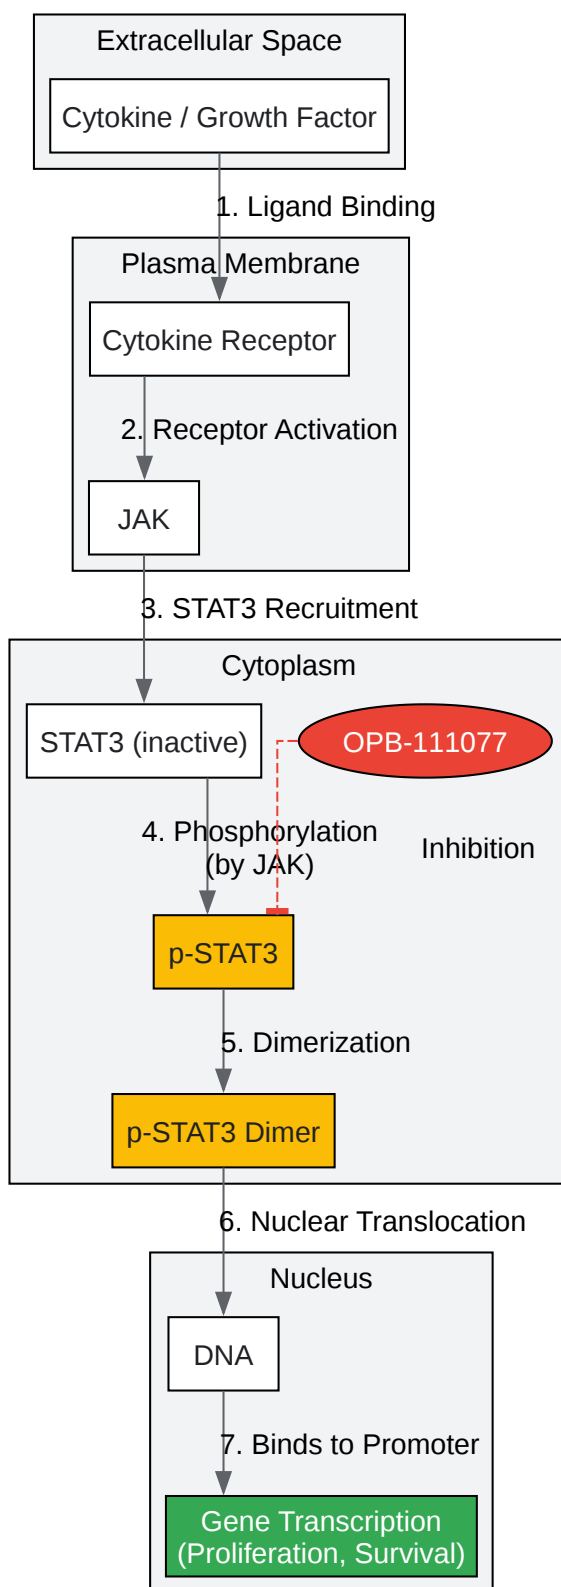 Extracellular Space
Cytokine / Growth Factor
1. Ligand Binding
Plasma Membrane
Cytokine Receptor
2. Receptor Activation
JAK
3. STAT3 Recruitment
Cytoplasm
STAT3 (inactive)
OPB-111077
4. Phosphorylation
(by JAK)
Inhibition
p-STAT3
5. Dimerization
p-STAT3 Dimer
6. Nuclear Translocation
Nucleus
DNA
7. Binds to Promoter
Gene Transcription
(Proliferation, Survival)